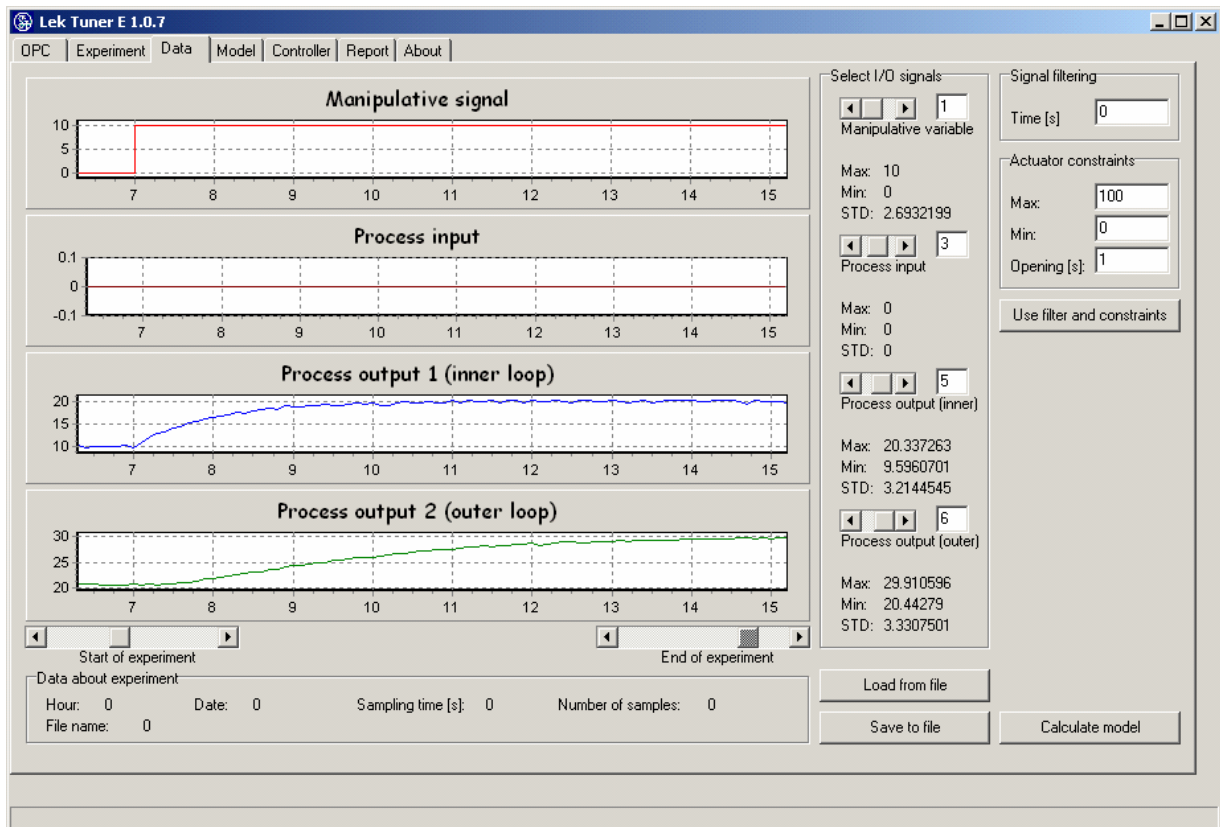 Lek Tuner E 1.0.7
OPC Experiment Data Model Controller Report About
Manipulative signal
10
5
0
7 8 9 10 11 12 13 14 15
Process input
0.1
0
-0.1
7 8 9 10 11 12 13 14 15
Process output 1 (inner loop)
20
15
10
7 8 9 10 11 12 13 14 15
Process output 2 (outer loop)
30
25
20
7 8 9 10 11 12 13 14 15
Start of experiment
End of experiment
Data about experiment
Hour: 0 Date: 0 Sampling time [s]: 0 Number of samples: 0
File name: 0
Select I/O signals
1
Manipulative variable
Max: 10
Min: 0
STD: 2.6932199
3
Process input
Max: 0
Min: 0
STD: 0
5
Process output (inner)
Max: 20.337263
Min: 9.5960701
STD: 3.2144545
6
Process output (outer)
Max: 29.910596
Min: 20.44279
STD: 3.3307501
Load from file
Save to file
Signal filtering
Time [s] 0
Actuator constraints
Max: 100
Min: 0
Opening [s]: 1
Use filter and constraints
Calculate model